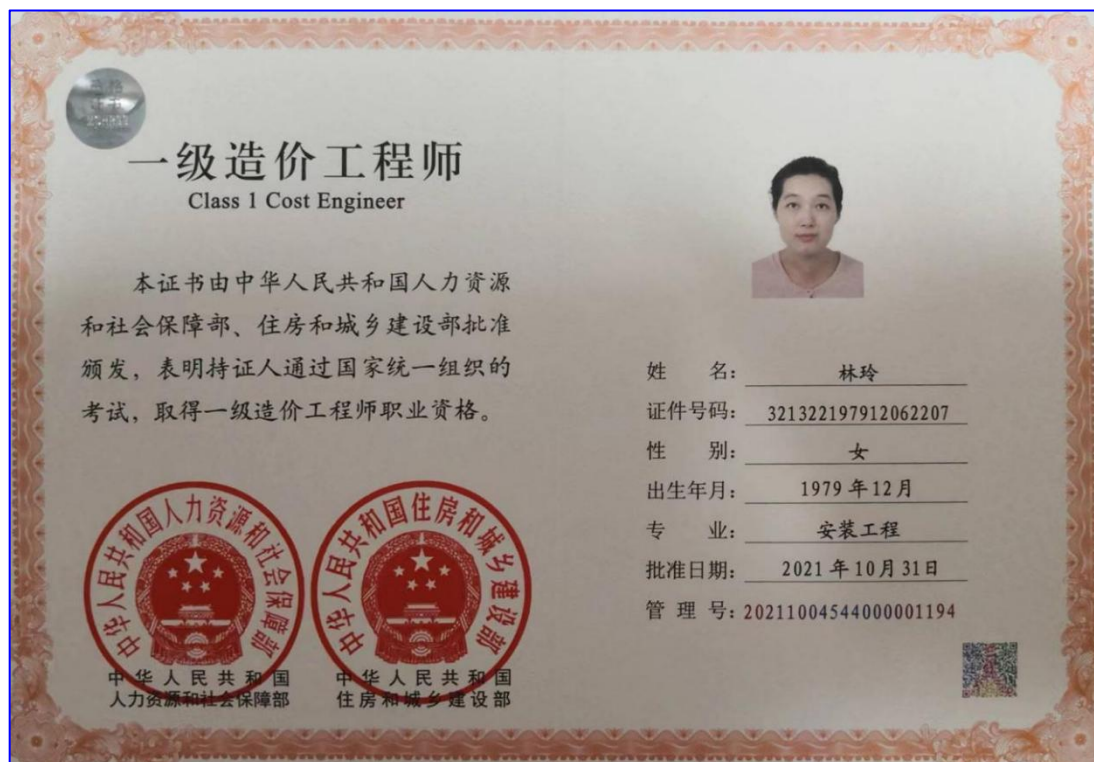 一级造价工程师
Class 1 Cost Engineer
本证书由中华人民共和国人力资源
和社会保障部、住房和城乡建设部批准
颁发，表明持证人通过国家统一组织的
考试，取得一级造价工程师职业资格。
中华人民共和国人力资源和社会保障部
中华人民共和国
人力资源和社会保障部
中华人民共和国住房和城乡建设部
中华人民共和国
住房和城乡建设部
姓名：林玲
证件号码：321322197912062207
性别：女
出生年月：1979年12月
专业：安装工程
批准日期：2021年10月31日
管理号：20211004544000001194